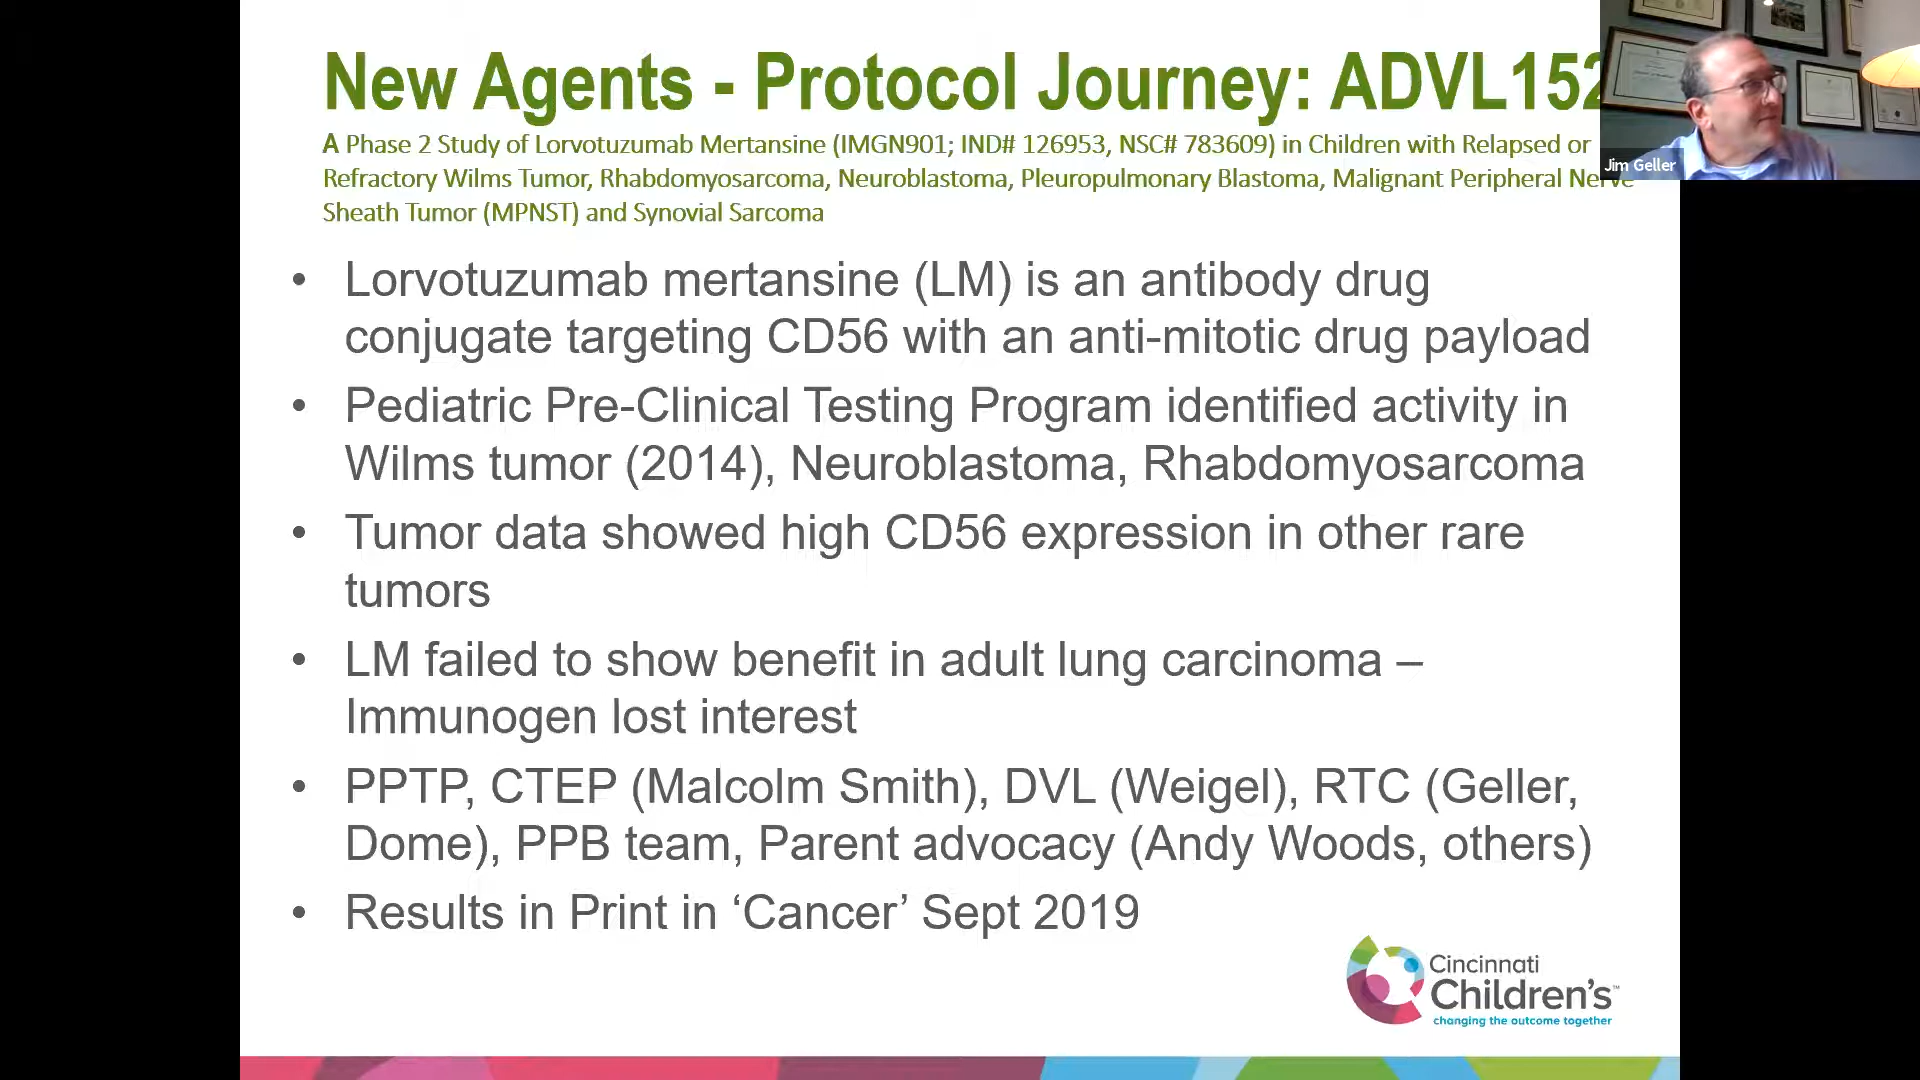 New Agents - Protocol Journey: ADVL152
A Phase 2 Study of Lorvotuzumab Mertansine (IMGN901; IND# 126953, NSC# 783609) in Children with Relapsed or
Refractory Wilms Tumor, Rhabdomyosarcoma, Neuroblastoma, Pleuropulmonary Blastoma, Malignant Peripheral Nerve
Sheath Tumor (MPNST) and Synovial Sarcoma
Jim Geller
• Lorvotuzumab mertansine (LM) is an antibody drug
conjugate targeting CD56 with an anti-mitotic drug payload
• Pediatric Pre-Clinical Testing Program identified activity in
Wilms tumor (2014), Neuroblastoma, Rhabdomyosarcoma
• Tumor data showed high CD56 expression in other rare
tumors
• LM failed to show benefit in adult lung carcinoma –
Immunogen lost interest
• PPTP, CTEP (Malcolm Smith), DVL (Weigel), RTC (Geller,
Dome), PPB team, Parent advocacy (Andy Woods, others)
• Results in Print in ‘Cancer’ Sept 2019
Cincinnati
Children's™
changing the outcome together